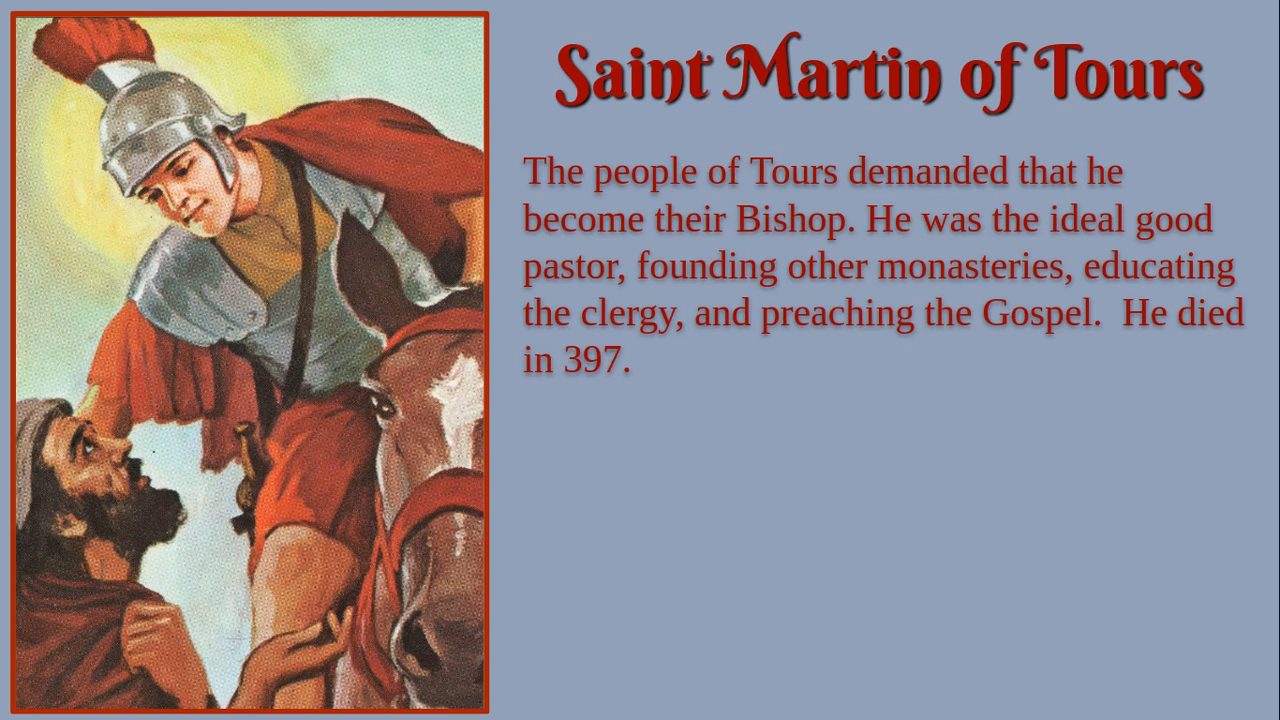 Saint Martin of Tours
The people of Tours demanded that he
become their Bishop. He was the ideal good
pastor, founding other monasteries, educating
the clergy, and preaching the Gospel.  He died
in 397.